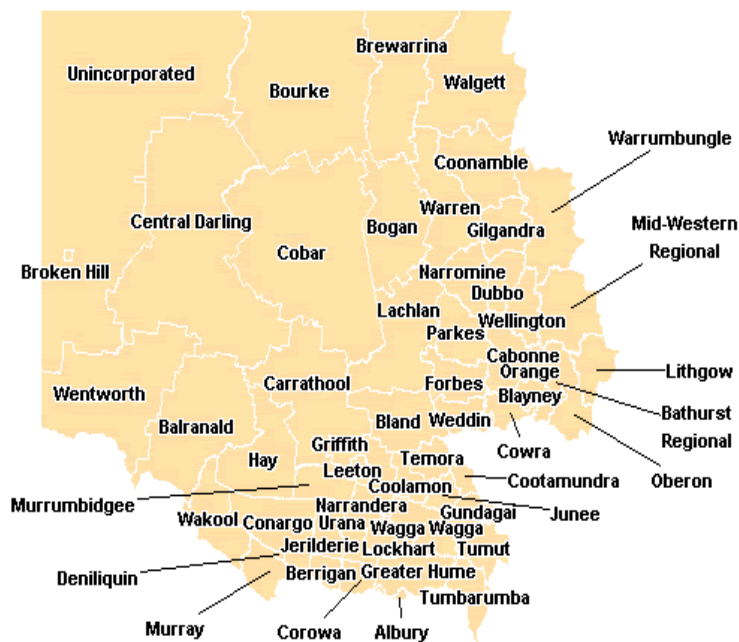 Brewarrina
Unincorporated
Walgett
Bourke
Warrumbungle
Coonamble
Warren
Central Darling
Bogan
Gilgandra
Mid-Western
Regional
Cobar
Broken Hill
Narromine
Dubbo
Lachlan
Wellington
Parkes
Cabonne
Orange
Lithgow
Carrathool
Forbes
Wentworth
Blayney
Bathurst
Regional
Balranald
Bland
Weddin
Cowra
Griffith
Hay
Temora
Leeton
Cootamundra
Oberon
Coolamon
Murrumbidgee
Narrandera
Gundagai
Junee
Wakool
Conargo
Urana
Wagga Wagga
Jerilderie
Lockhart
Tumut
Deniliquin
Berrigan
Greater Hume
Tumbarumba
Murray
Corowa
Albury